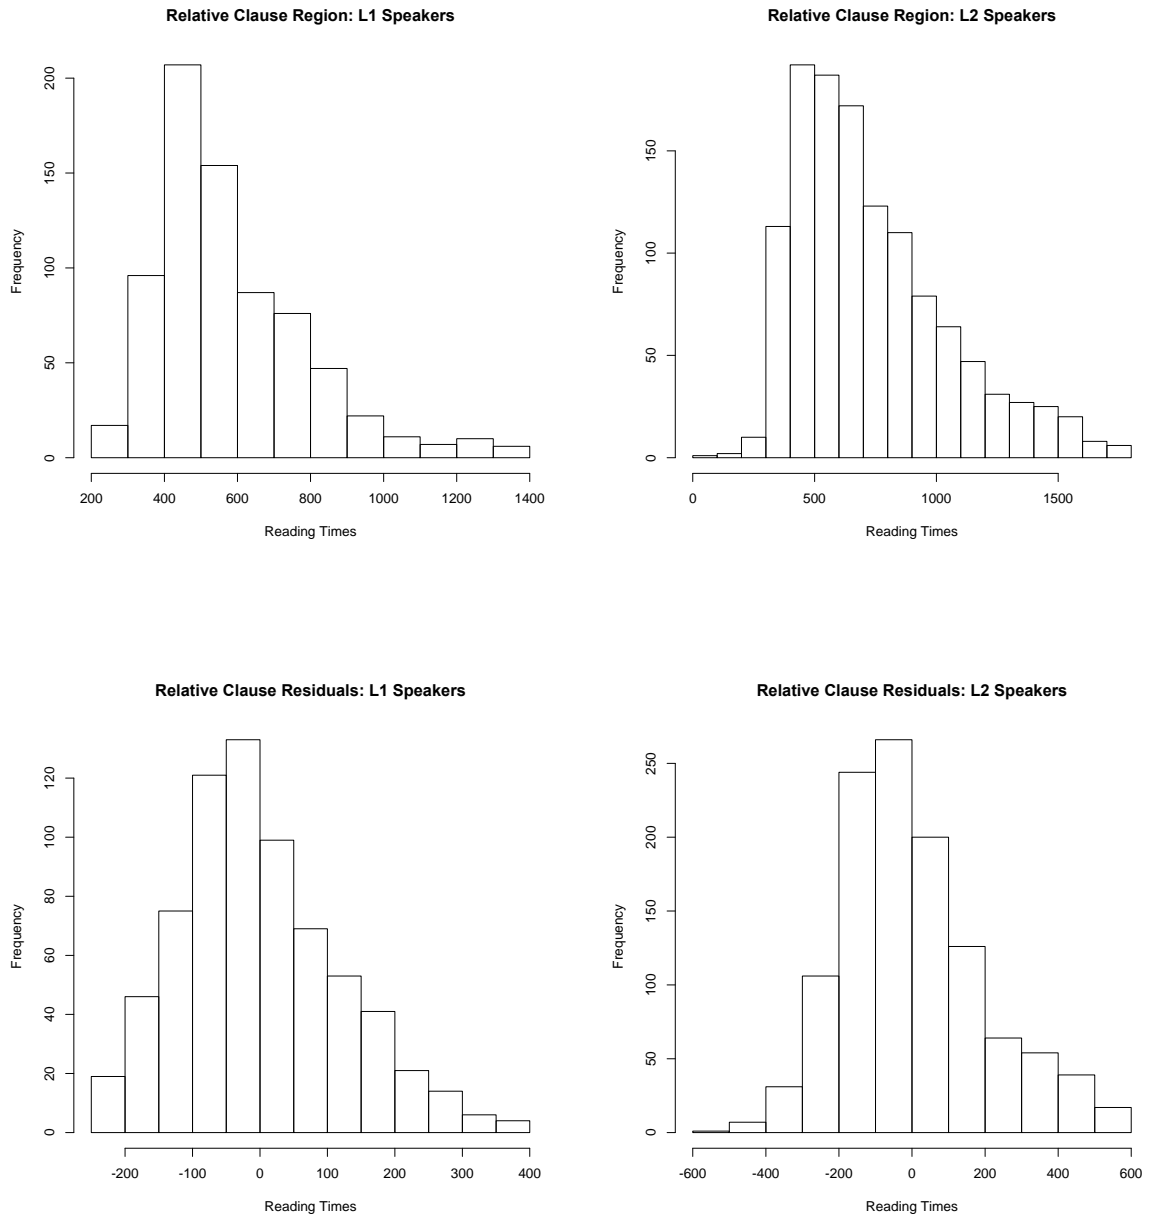 Relative Clause Region: L1 Speakers
Frequency
0 50 100 150 200
200 400 600 800 1000 1200 1400
Reading Times
Relative Clause Region: L2 Speakers
Frequency
0 50 100 150
0 500 1000 1500
Reading Times
Relative Clause Residuals: L1 Speakers
Frequency
0 20 40 60 80 100 120
-200 -100 0 100 200 300 400
Reading Times
Relative Clause Residuals: L2 Speakers
Frequency
0 50 100 150 200 250
-600 -400 -200 0 200 400 600
Reading Times